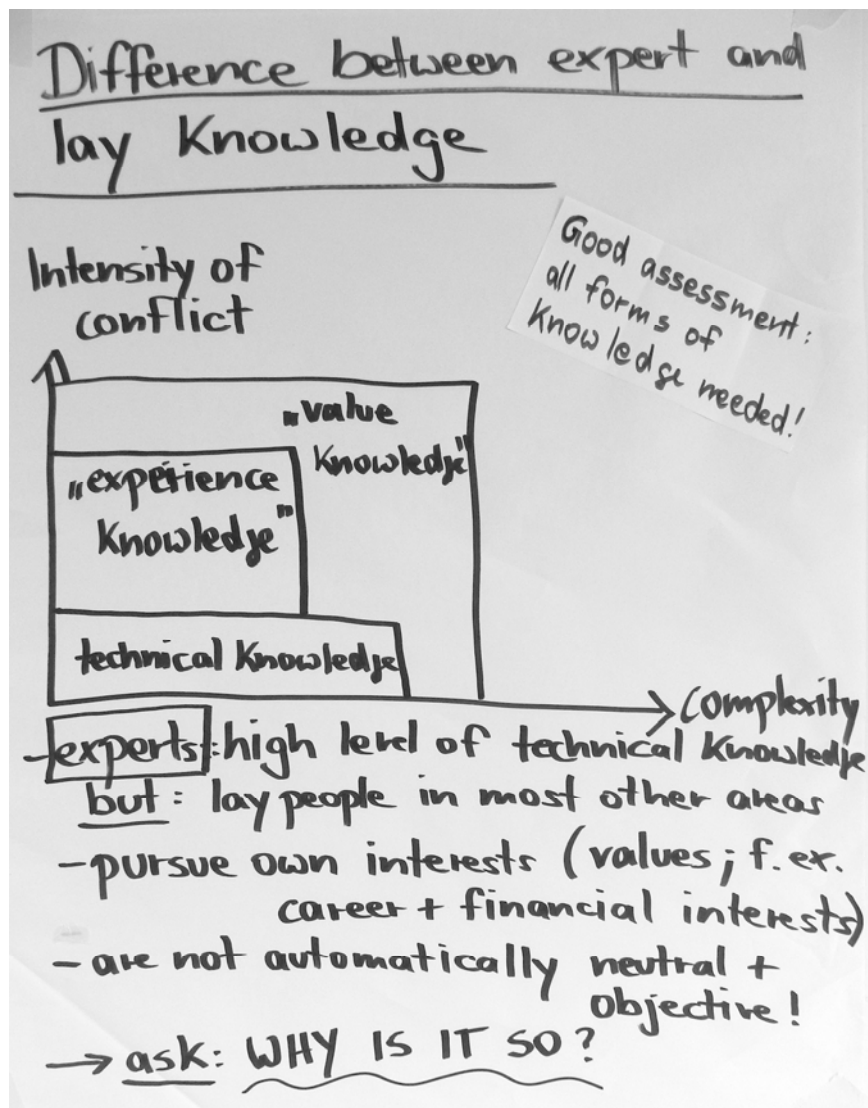 Difference between expert and
lay Knowledge
Good assessment:
all forms of
Knowledge needed!
Intensity of
conflict
„value
Knowledge"
„experience
Knowledge"
technical Knowledge
complexity
-experts: high level of technical Knowledge
but: lay people in most other areas
- pursue own interests (values; f. ex.
career + financial interests)
- are not automatically neutral +
objective!
→ ask: WHY IS IT SO?